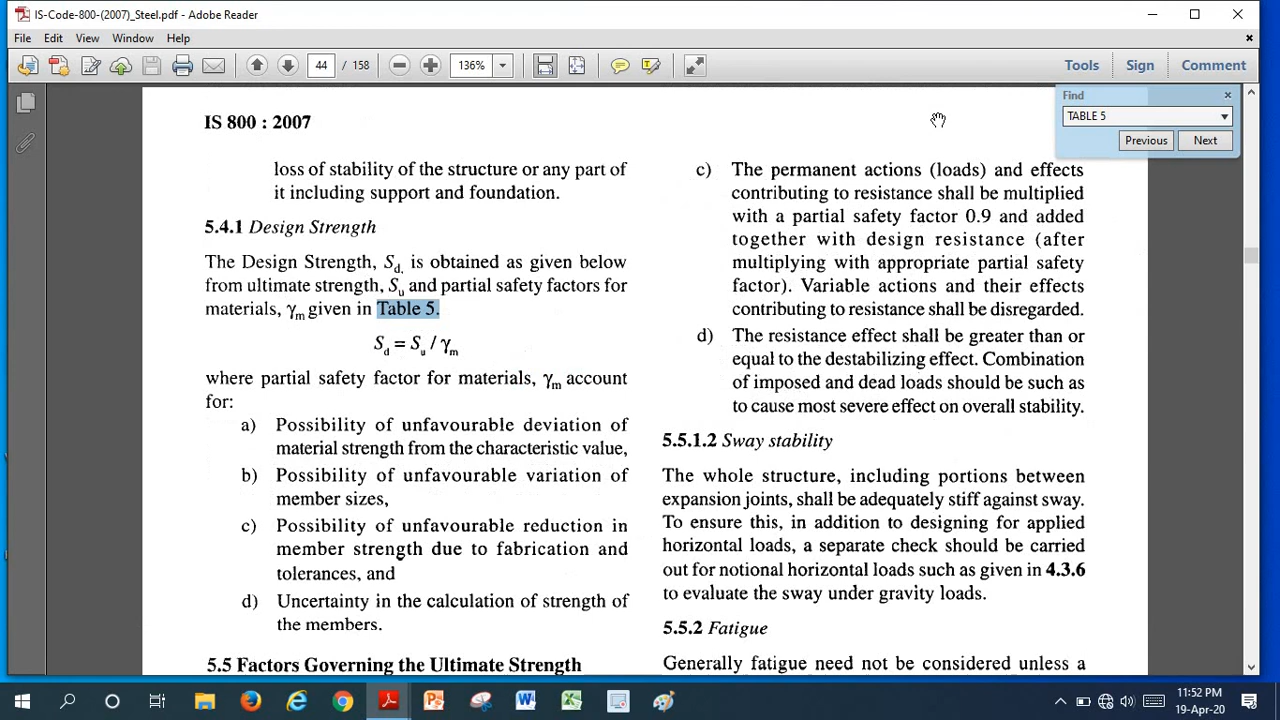 IS-Code-800-(2007)_Steel.pdf - Adobe Reader
File Edit View Window Help
44 / 158 136% Tools Sign Comment
Find
TABLE 5
Previous Next
IS 800 : 2007
loss of stability of the structure or any part of
it including support and foundation.
5.4.1 Design Strength
The Design Strength, Sd, is obtained as given below
from ultimate strength, Su and partial safety factors for
materials, γm given in Table 5.
Sd = Su / γm
where partial safety factor for materials, γm account
for:
a) Possibility of unfavourable deviation of
material strength from the characteristic value,
b) Possibility of unfavourable variation of
member sizes,
c) Possibility of unfavourable reduction in
member strength due to fabrication and
tolerances, and
d) Uncertainty in the calculation of strength of
the members.
5.5 Factors Governing the Ultimate Strength
c) The permanent actions (loads) and effects
contributing to resistance shall be multiplied
with a partial safety factor 0.9 and added
together with design resistance (after
multiplying with appropriate partial safety
factor). Variable actions and their effects
contributing to resistance shall be disregarded.
d) The resistance effect shall be greater than or
equal to the destabilizing effect. Combination
of imposed and dead loads should be such as
to cause most severe effect on overall stability.
5.5.1.2 Sway stability
The whole structure, including portions between
expansion joints, shall be adequately stiff against sway.
To ensure this, in addition to designing for applied
horizontal loads, a separate check should be carried
out for notional horizontal loads such as given in 4.3.6
to evaluate the sway under gravity loads.
5.5.2 Fatigue
Generally fatigue need not be considered unless a
11:52 PM
19-Apr-20